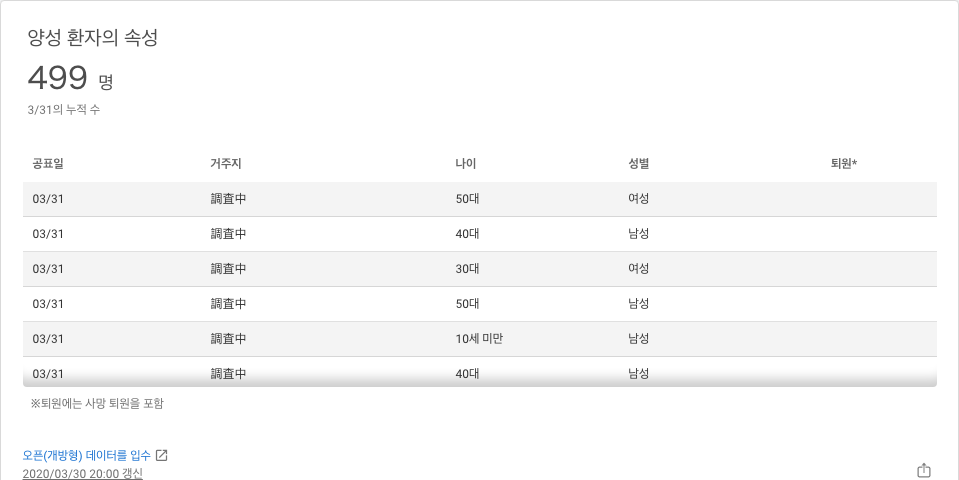 양성 환자의 속성
499 명
3/31의 누적 수
공표일 거주지 나이 성별 퇴원*
03/31 調査中 50대 여성
03/31 調査中 40대 남성
03/31 調査中 30대 여성
03/31 調査中 50대 남성
03/31 調査中 10세 미만 남성
03/31 調査中 40대 남성
※퇴원에는 사망 퇴원을 포함
오픈(개방형) 데이터를 입수
2020/03/30 20:00 갱신